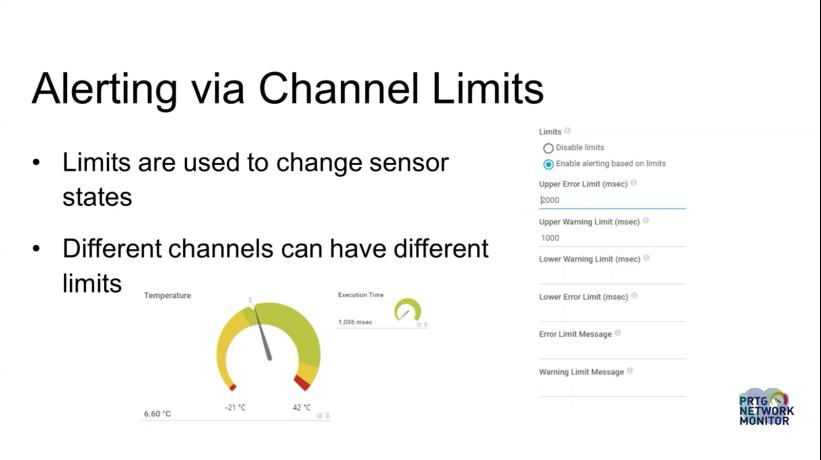 Alerting via Channel Limits
• Limits are used to change sensor
states
• Different channels can have different
limits
Temperature
6.60 °C
-21 °C
42 °C
Execution Time
1,036 msec
Limits
Disable limits
Enable alerting based on limits
Upper Error Limit (msec)
2000
Upper Warning Limit (msec)
1000
Lower Warning Limit (msec)
Lower Error Limit (msec)
Error Limit Message
Warning Limit Message
PRTG
NETWORK
MONITOR